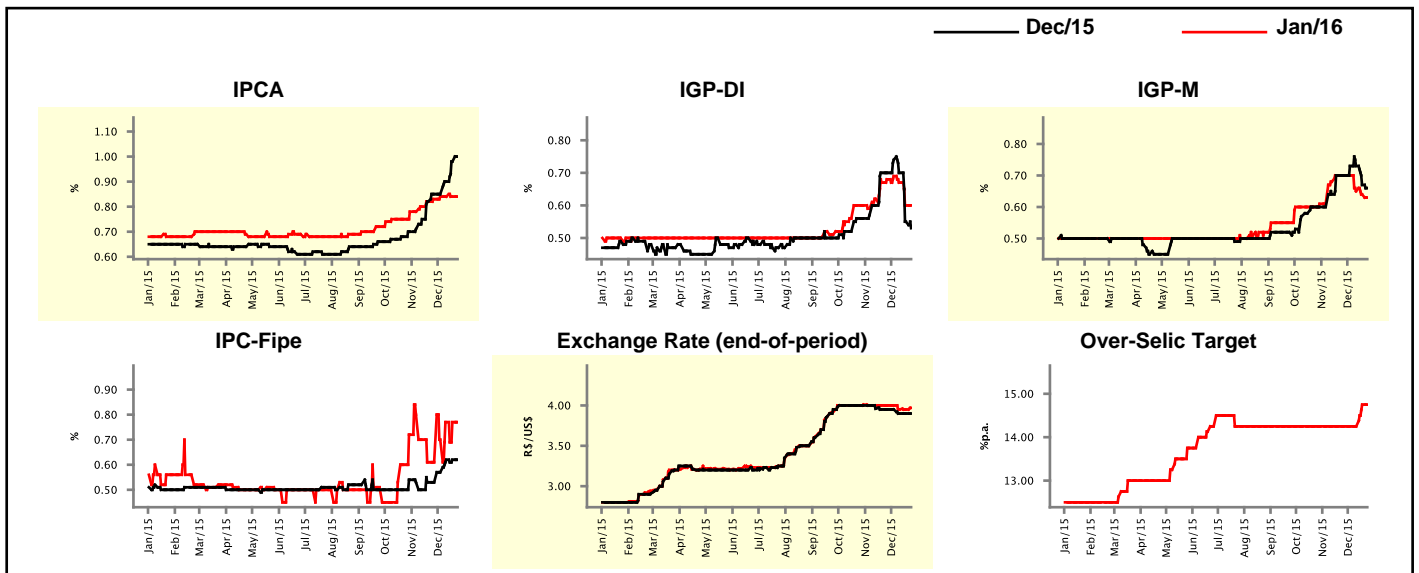 Dec/15 Jan/16
IPCA IGP-DI IGP-M
%
1.10
1.00
0.90
0.80
0.70
0.60
Jan/15 Feb/15 Mar/15 Apr/15 May/15 Jun/15 Jul/15 Aug/15 Sep/15 Oct/15 Nov/15 Dec/15
%
0.80
0.70
0.60
0.50
Jan/15 Feb/15 Mar/15 Apr/15 May/15 Jun/15 Jul/15 Aug/15 Sep/15 Oct/15 Nov/15 Dec/15
%
0.80
0.70
0.60
0.50
Jan/15 Feb/15 Mar/15 Apr/15 May/15 Jun/15 Jul/15 Aug/15 Sep/15 Oct/15 Nov/15 Dec/15
IPC-Fipe Exchange Rate (end-of-period) Over-Selic Target
%
0.90
0.80
0.70
0.60
0.50
Jan/15 Feb/15 Mar/15 Apr/15 May/15 Jun/15 Jul/15 Aug/15 Sep/15 Oct/15 Nov/15 Dec/15
R$/US$
4.00
3.50
3.00
Jan/15 Feb/15 Mar/15 Apr/15 May/15 Jun/15 Jul/15 Aug/15 Sep/15 Oct/15 Nov/15 Dec/15
%p.a.
15.00
14.00
13.00
Jan/15 Feb/15 Mar/15 Apr/15 May/15 Jun/15 Jul/15 Aug/15 Sep/15 Oct/15 Nov/15 Dec/15